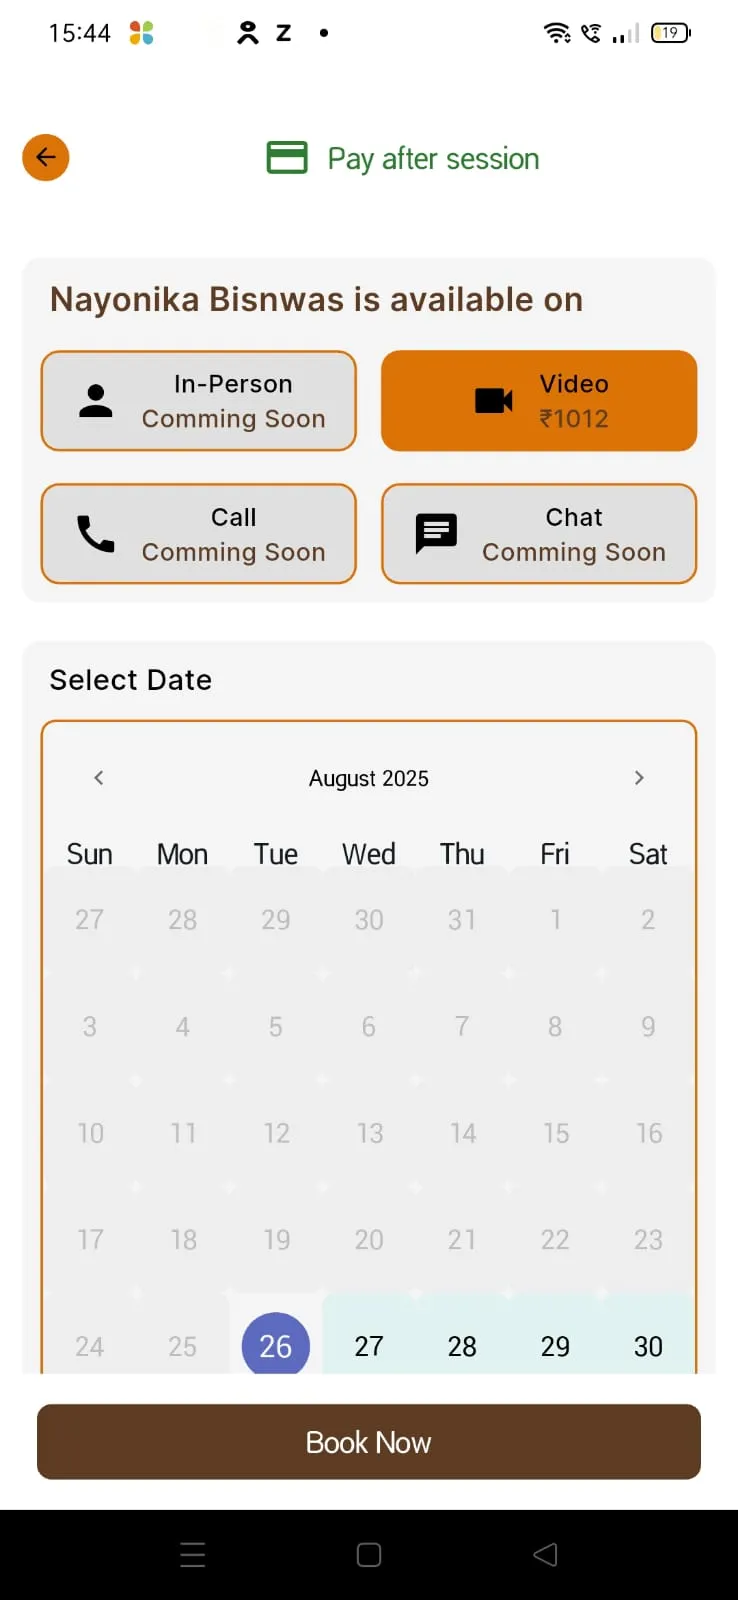 15:44
Z
19
Pay after session
Nayonika Bisnwas is available on
In-Person
Comming Soon
Video
₹1012
Call
Comming Soon
Chat
Comming Soon
Select Date
August 2025
Sun Mon Tue Wed Thu Fri Sat
27 28 29 30 31 1 2
3 4 5 6 7 8 9
10 11 12 13 14 15 16
17 18 19 20 21 22 23
24 25 26 27 28 29 30
Book Now